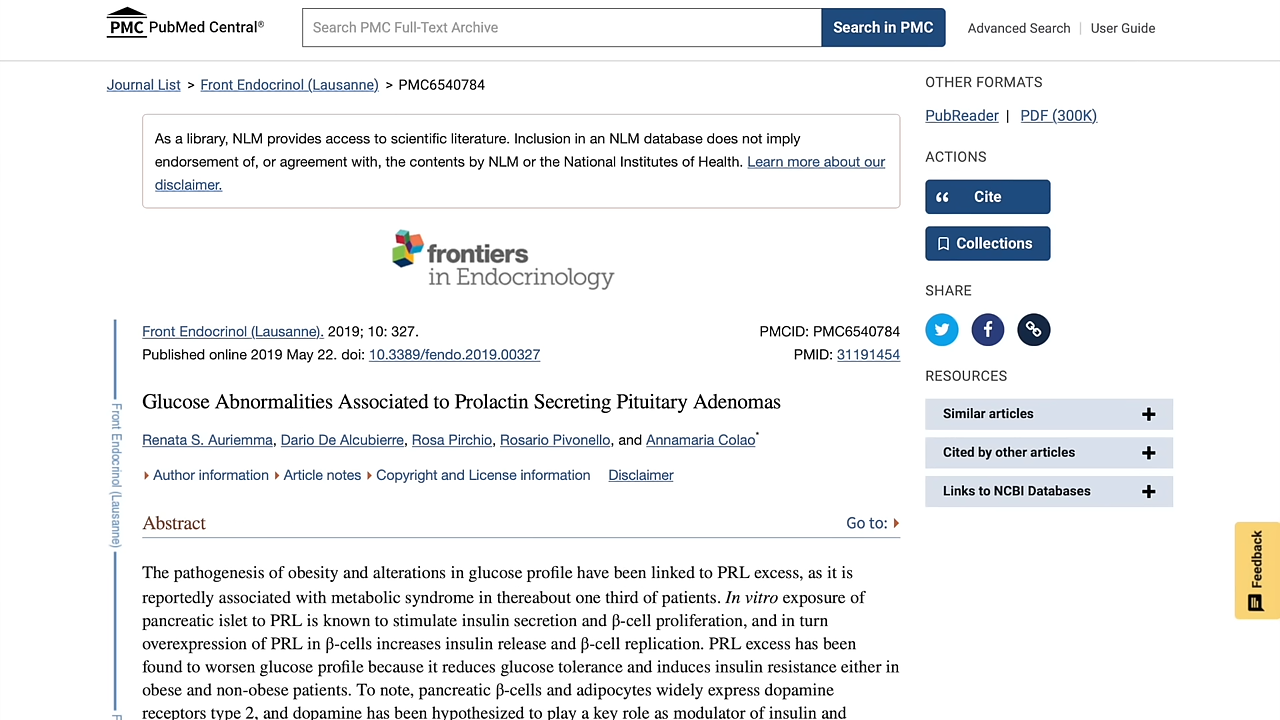 PMC PubMed Central®
Search PMC Full-Text Archive
Search in PMC
Advanced Search | User Guide
Journal List > Front Endocrinol (Lausanne) > PMC6540784
As a library, NLM provides access to scientific literature. Inclusion in an NLM database does not imply
endorsement of, or agreement with, the contents by NLM or the National Institutes of Health. Learn more about our
disclaimer.
frontiers
in Endocrinology
Front Endocrinol (Lausanne). 2019; 10: 327.
PMCID: PMC6540784
Published online 2019 May 22. doi: 10.3389/fendo.2019.00327
PMID: 31191454
Glucose Abnormalities Associated to Prolactin Secreting Pituitary Adenomas
Renata S. Auriemma, Dario De Alcubierre, Rosa Pirchio, Rosario Pivonello, and Annamaria Colao*
Author information Article notes Copyright and License information Disclaimer
Abstract
Go to:
The pathogenesis of obesity and alterations in glucose profile have been linked to PRL excess, as it is
reportedly associated with metabolic syndrome in thereabout one third of patients. In vitro exposure of
pancreatic islet to PRL is known to stimulate insulin secretion and β-cell proliferation, and in turn
overexpression of PRL in β-cells increases insulin release and β-cell replication. PRL excess has been
found to worsen glucose profile because it reduces glucose tolerance and induces insulin resistance either in
obese and non-obese patients. To note, pancreatic β-cells and adipocytes widely express dopamine
receptors type 2, and dopamine has been hypothesized to play a key role as modulator of insulin and
Front Endocrinol (Lausanne)
F
OTHER FORMATS
PubReader | PDF (300K)
ACTIONS
Cite
Collections
SHARE
RESOURCES
Similar articles
Cited by other articles
Links to NCBI Databases
Feedback